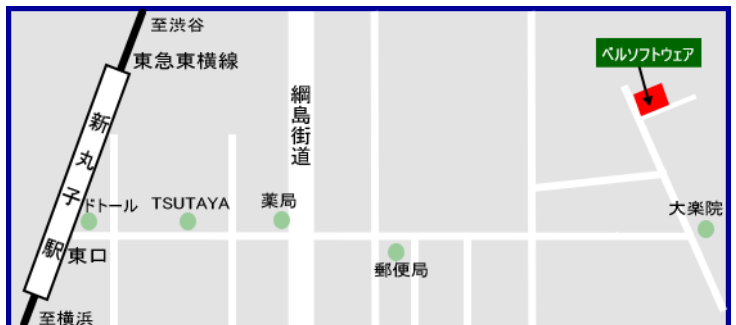 至渋谷
東急東横線
ベルソフトウェア
綱島街道
新丸子駅
ドトール
TSUTAYA
薬局
大楽院
東口
郵便局
至横浜